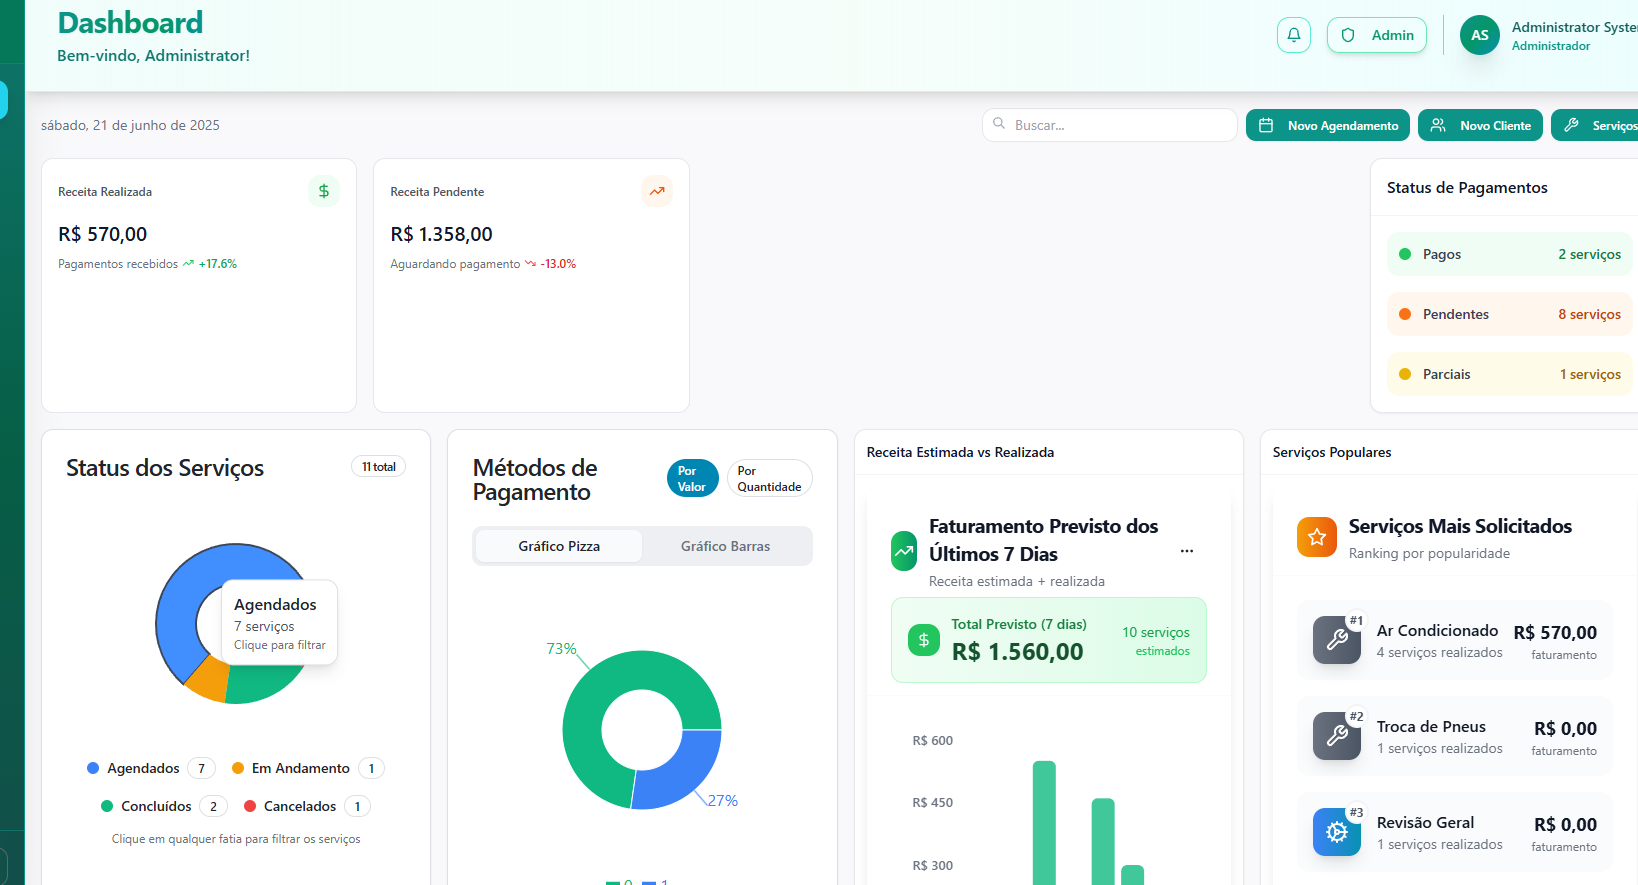 Dashboard
Bem-vindo, Administrator!
Admin
AS
Administrator Syste
Administrador
sábado, 21 de junho de 2025
Buscar...
Novo Agendamento
Novo Cliente
Serviços
Receita Realizada
R$ 570,00
Pagamentos recebidos +17.6%
Receita Pendente
R$ 1.358,00
Aguardando pagamento -13.0%
Status de Pagamentos
Pagos 2 serviços
Pendentes 8 serviços
Parciais 1 serviços
Status dos Serviços
11 total
Agendados
7 serviços
Clique para filtrar
Agendados 7
Em Andamento 1
Concluídos 2
Cancelados 1
Clique em qualquer fatia para filtrar os serviços
Métodos de
Pagamento
Por
Valor
Por
Quantidade
Gráfico Pizza
Gráfico Barras
73%
27%
0 1
Receita Estimada vs Realizada
Faturamento Previsto dos
Últimos 7 Dias
Receita estimada + realizada
Total Previsto (7 dias)
R$ 1.560,00
10 serviços
estimados
R$ 600
R$ 450
R$ 300
Serviços Populares
Serviços Mais Solicitados
Ranking por popularidade
#1
Ar Condicionado
4 serviços realizados
R$ 570,00
faturamento
#2
Troca de Pneus
1 serviços realizados
R$ 0,00
faturamento
#3
Revisão Geral
1 serviços realizados
R$ 0,00
faturamento